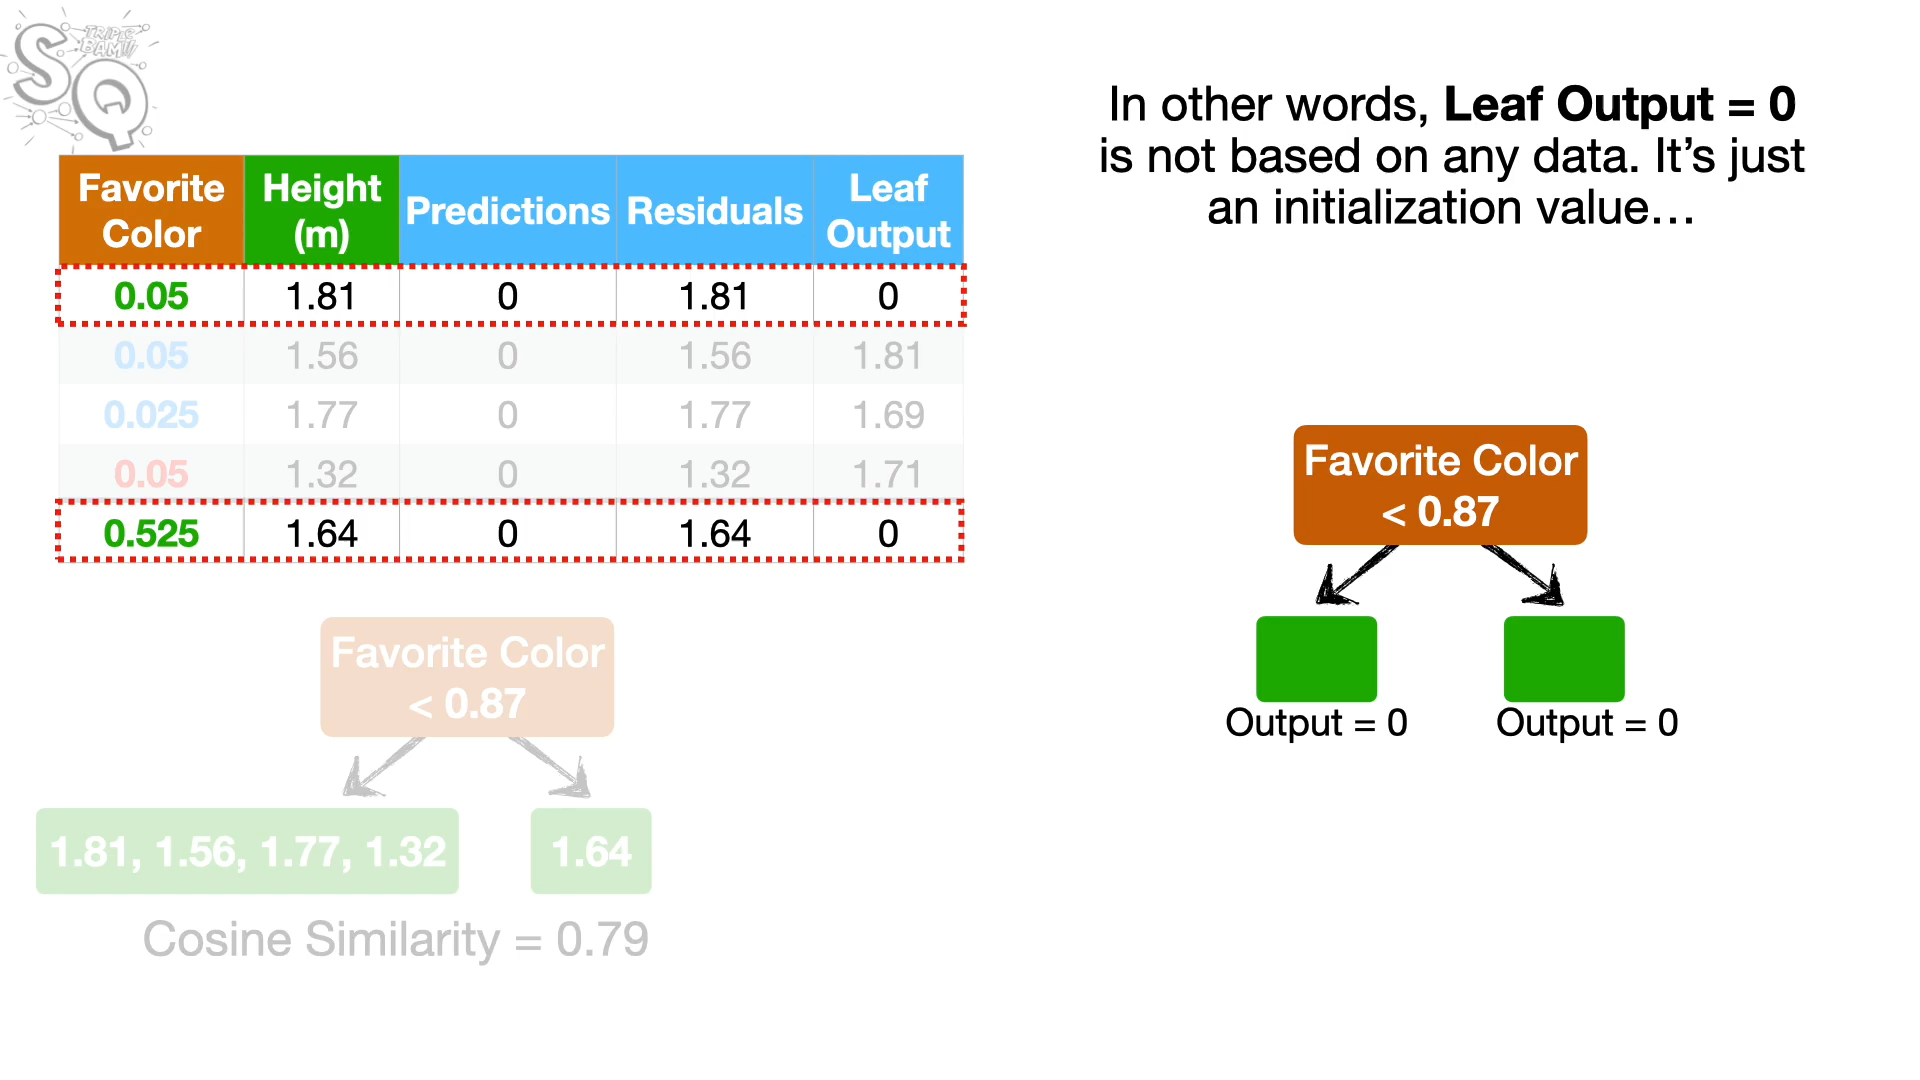 TRIPLE
BAM!!!
SQ
In other words, Leaf Output = 0
is not based on any data. It's just
an initialization value…
Favorite Color
Height (m)
Predictions
Residuals
Leaf Output
0.05 1.81 0 1.81 0
0.05 1.56 0 1.56 1.81
0.025 1.77 0 1.77 1.69
0.05 1.32 0 1.32 1.71
0.525 1.64 0 1.64 0
Favorite Color
< 0.87
Output = 0 Output = 0
Favorite Color
< 0.87
1.81, 1.56, 1.77, 1.32 1.64
Cosine Similarity = 0.79